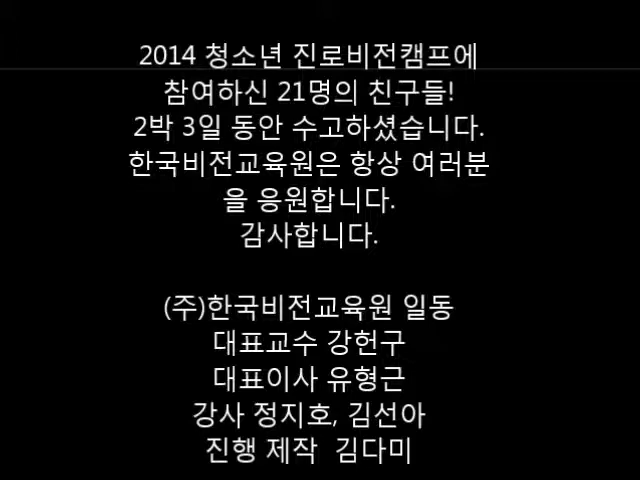 2014 청소년 진로비전캠프에
참여하신 21명의 친구들!
2박 3일 동안 수고하셨습니다.
한국비전교육원은 항상 여러분
을 응원합니다.
감사합니다.
(주)한국비전교육원 일동
대표교수 강헌구
대표이사 유형근
강사 정지호, 김선아
진행 제작 김다미